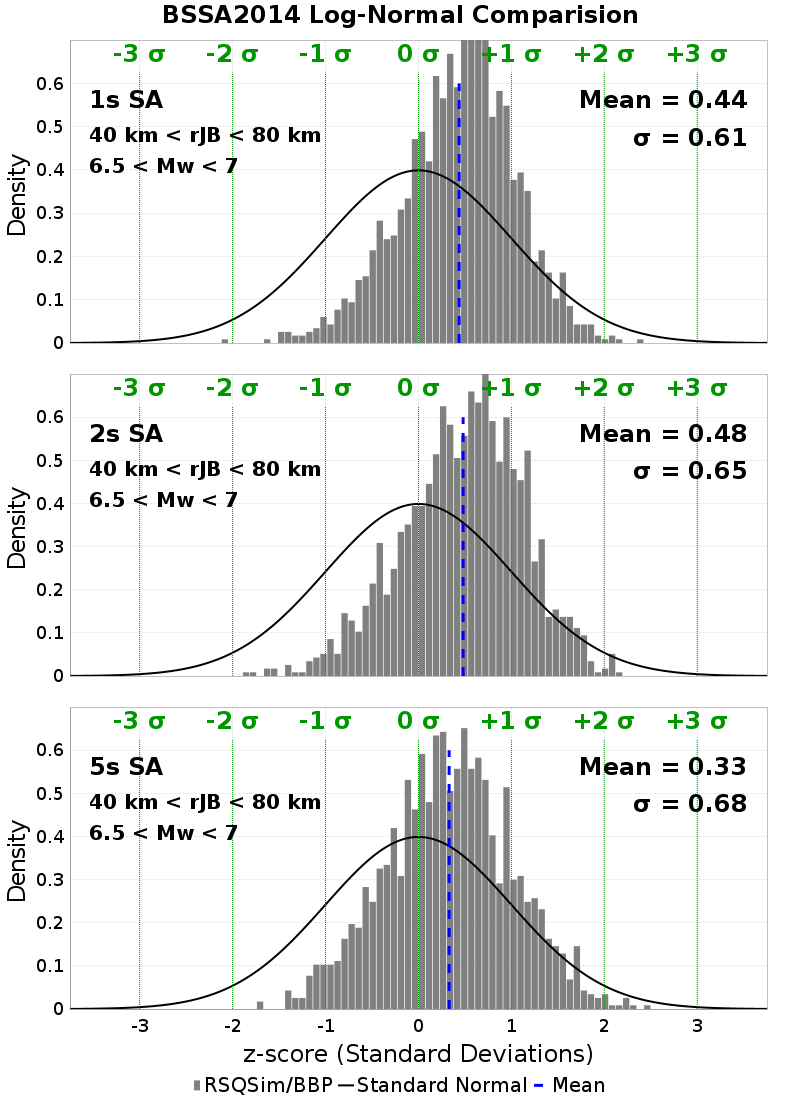 BSSA2014 Log-Normal Comparision
-3 σ -2 σ -1 σ 0 σ +1 σ +2 σ +3 σ
1s SA
Mean = 0.44
40 km < rJB < 80 km
σ = 0.61
6.5 < Mw < 7
Density
0.6
0.5
0.4
0.3
0.2
0.1
0
-3 σ -2 σ -1 σ 0 σ +1 σ +2 σ +3 σ
2s SA
Mean = 0.48
40 km < rJB < 80 km
σ = 0.65
6.5 < Mw < 7
Density
0.6
0.5
0.4
0.3
0.2
0.1
0
-3 σ -2 σ -1 σ 0 σ +1 σ +2 σ +3 σ
5s SA
Mean = 0.33
40 km < rJB < 80 km
σ = 0.68
6.5 < Mw < 7
Density
0.6
0.5
0.4
0.3
0.2
0.1
0
-3 -2 -1 0 1 2 3
z-score (Standard Deviations)
RSQSim/BBP Standard Normal Mean